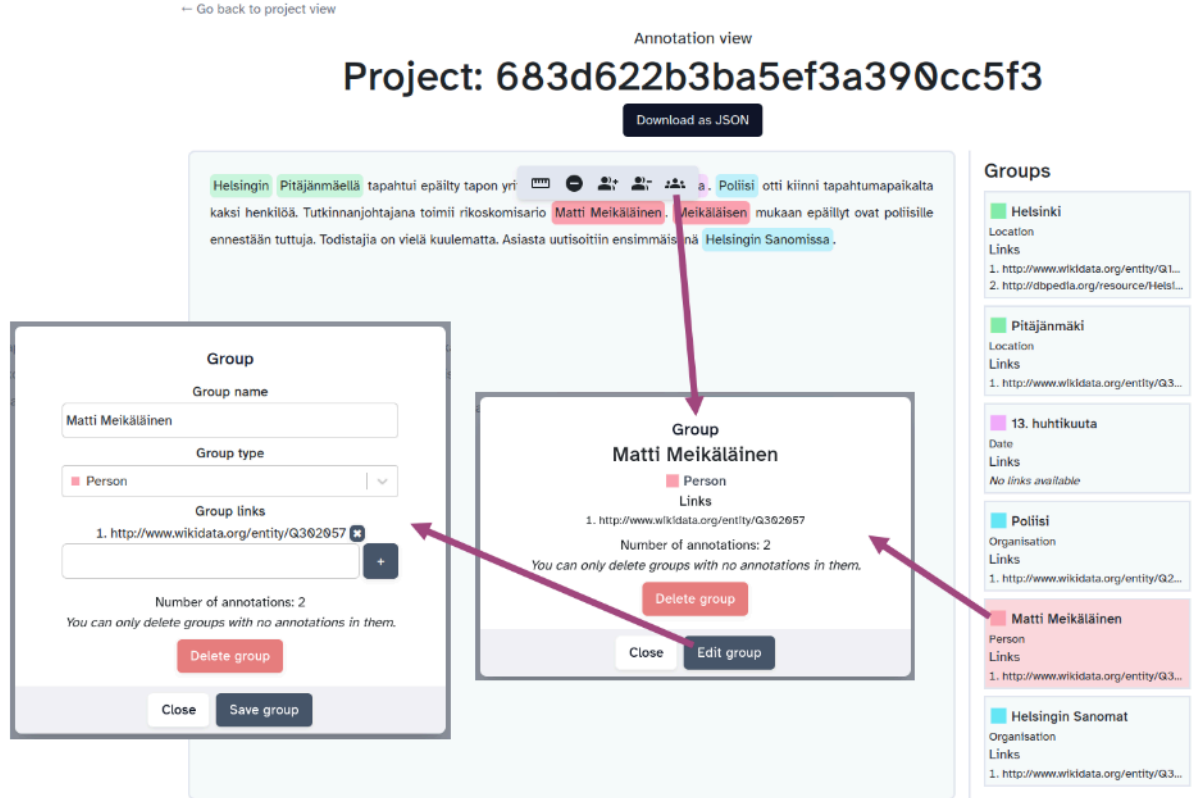 ← Go back to project view
Annotation view
Project: 683d622b3ba5ef3a390cc5f3
Download as JSON
Helsingin Pitäjänmäellä tapahtui epäilty tapon yri a. Poliisi otti kiinni tapahtumapaikalta
kaksi henkilöä. Tutkinnanjohtajana toimii rikoskomisario Matti Meikäläinen. Meikäläisen mukaan epäillyt ovat poliisille
ennestään tuttuja. Todistajia on vielä kuulematta. Asiasta uutisoitiin ensimmäis nä Helsingin Sanomissa.
Groups
Helsinki
Location
Links
1. http://www.wikidata.org/entity/Q1...
2. http://dbpedia.org/resource/Helsi...
Pitäjänmäki
Location
Links
1. http://www.wikidata.org/entity/Q3...
13. huhtikuuta
Date
Links
No links available
Poliisi
Organisation
Links
1. http://www.wikidata.org/entity/Q2...
Matti Meikäläinen
Person
Links
1. http://www.wikidata.org/entity/Q3...
Helsingin Sanomat
Organisation
Links
1. http://www.wikidata.org/entity/Q3...
Group
Group name
Matti Meikäläinen
Group type
Person
Group links
1. http://www.wikidata.org/entity/Q302057
+
Number of annotations: 2
You can only delete groups with no annotations in them.
Delete group
Close Save group
Group
Matti Meikäläinen
Person
Links
1. http://www.wikidata.org/entity/Q302057
Number of annotations: 2
You can only delete groups with no annotations in them.
Delete group
Close Edit group